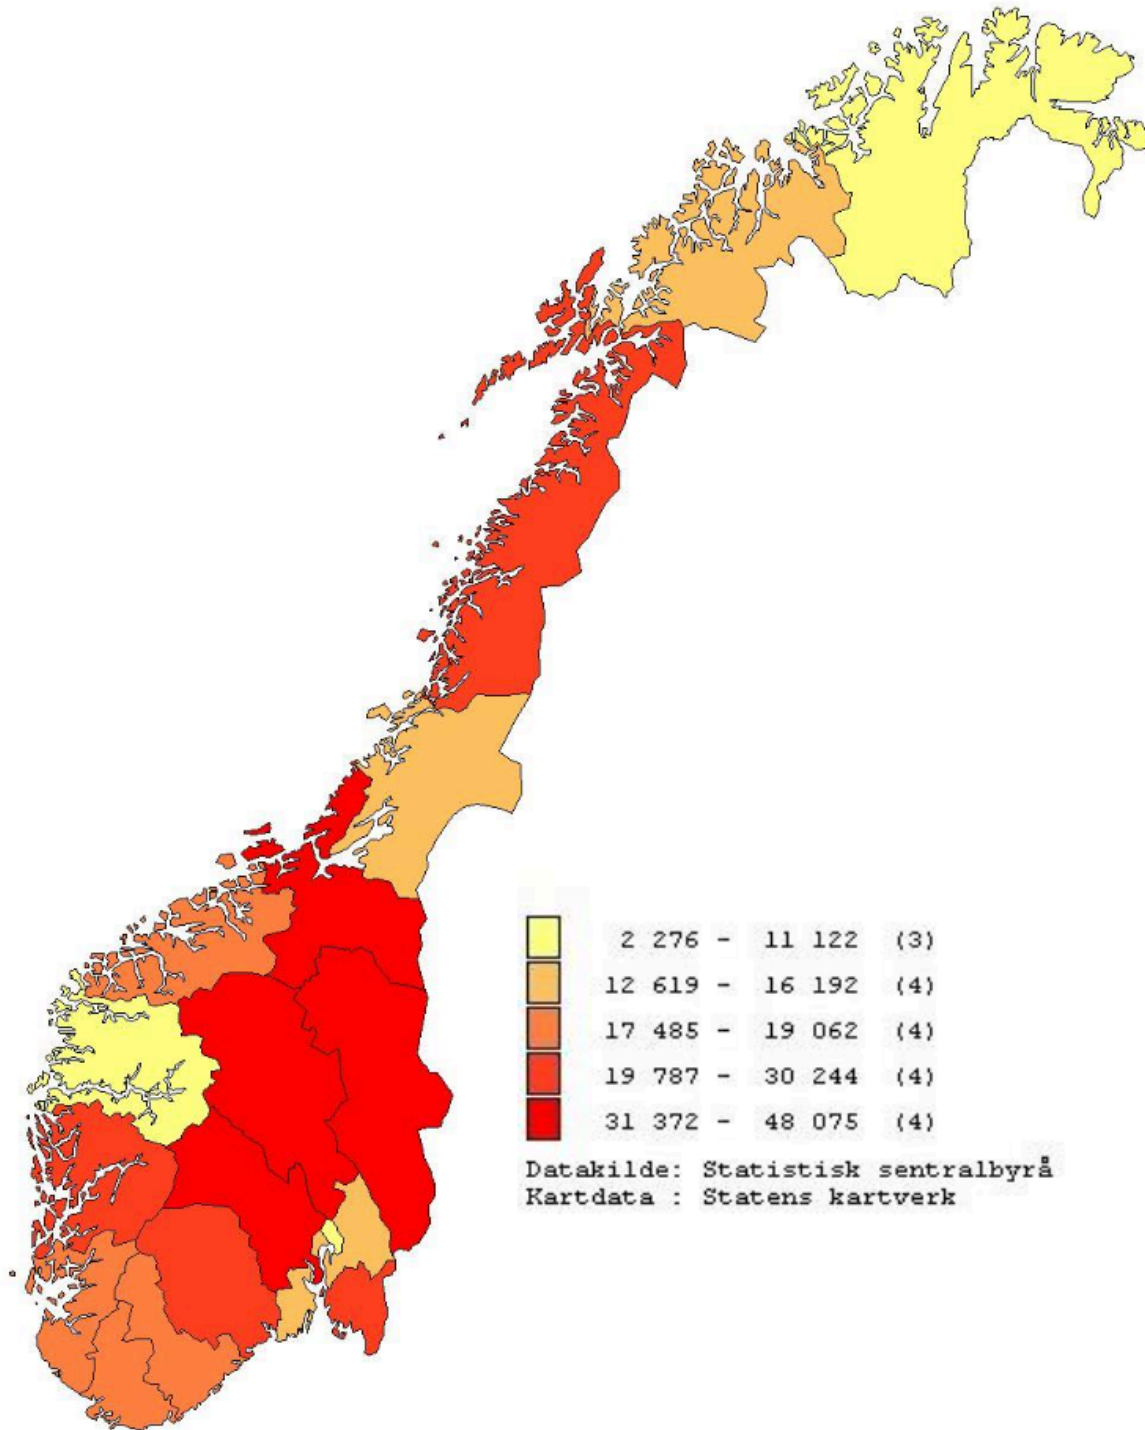 2 276 - 11 122 (3)
12 619 - 16 192 (4)
17 485 - 19 062 (4)
19 787 - 30 244 (4)
31 372 - 48 075 (4)
Datakilde: Statistisk sentralbyrå
Kartdata : Statens kartverk